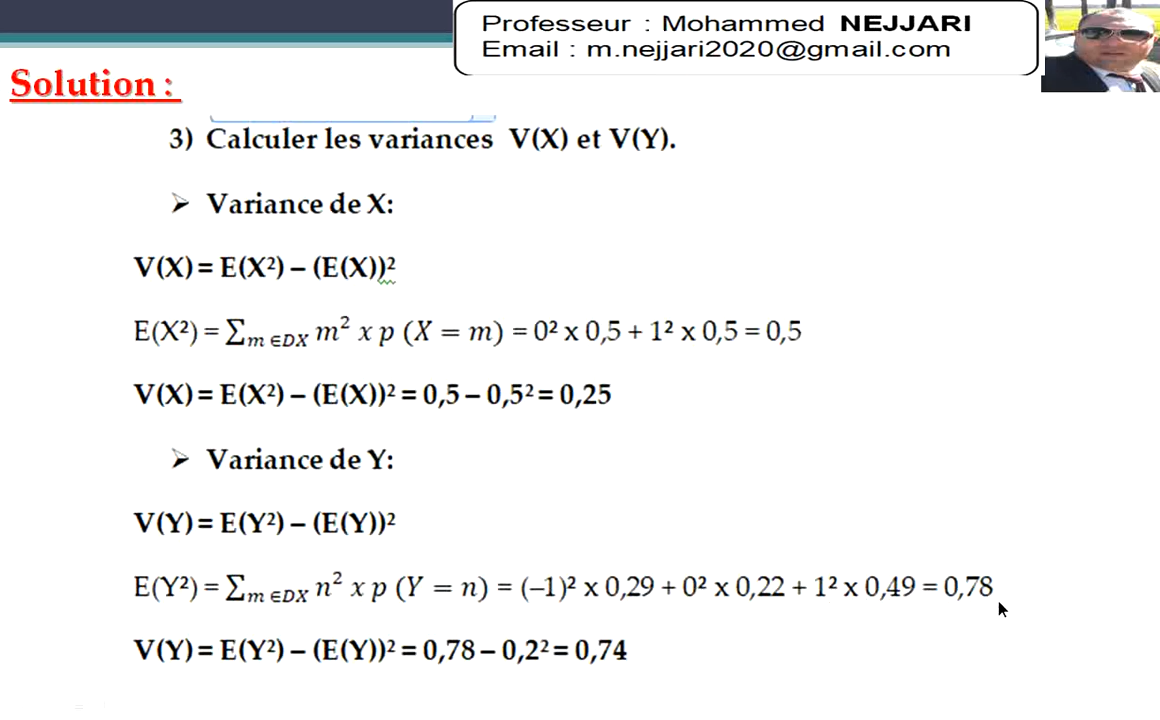 Professeur : Mohammed NEJJARI
Email : m.nejjari2020@gmail.com
Solution :
3) Calculer les variances V(X) et V(Y).
➢ Variance de X:
V(X) = E(X²) – (E(X))²
E(X²) = ∑m ∈DX m² x p (X = m) = 0² x 0,5 + 1² x 0,5 = 0,5
V(X) = E(X²) – (E(X))² = 0,5 – 0,5² = 0,25
➢ Variance de Y:
V(Y) = E(Y²) – (E(Y))²
E(Y²) = ∑m ∈DX n² x p (Y = n) = (–1)² x 0,29 + 0² x 0,22 + 1² x 0,49 = 0,78
V(Y) = E(Y²) – (E(Y))² = 0,78 – 0,2² = 0,74